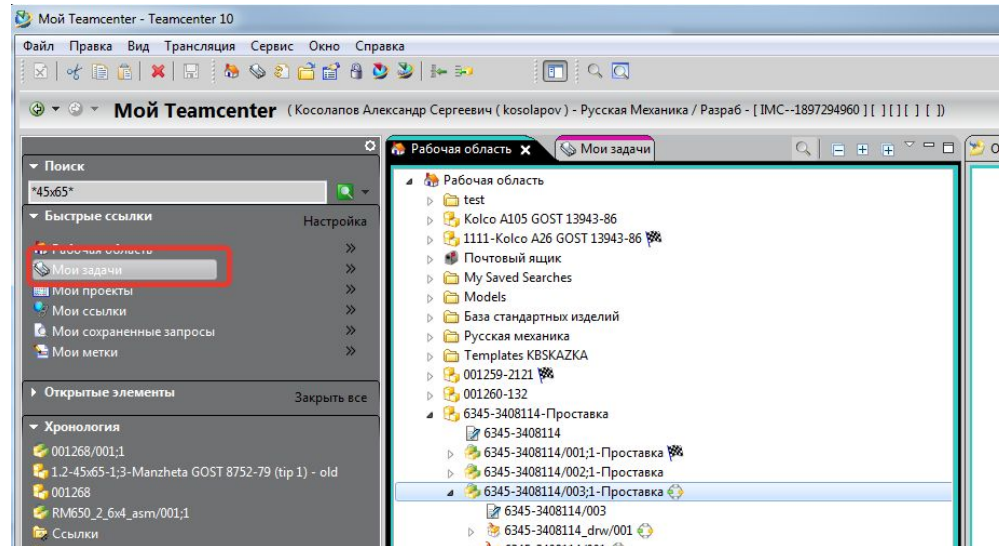 Мой Teamcenter - Teamcenter 10
Файл Правка Вид Трансляция Сервис Окно Справка
Мой Teamcenter ( Косолапов Александр Сергеевич ( kosolapov ) - Русская Механика / Разраб - [ IMC--1897294960 ] [ ] [ ] [ ] [ ])
Поиск
*45x65*
Быстрые ссылки
Настройка
Рабочая область
Мои задачи
Мои проекты
Мои ссылки
Мои сохраненные запросы
Мои метки
Открытые элементы
Закрыть все
Хронология
001268/001;1
1.2-45x65-1;3-Manzheta GOST 8752-79 (tip 1) - old
001268
RM650_2_6x4_asm/001;1
Ссылки
Рабочая область
Мои задачи
Рабочая область
test
Kolco A105 GOST 13943-86
1111-Kolco A26 GOST 13943-86
Почтовый ящик
My Saved Searches
Models
База стандартных изделий
Русская механика
Templates KBSKAZKA
001259-2121
001260-132
6345-3408114-Проставка
6345-3408114
6345-3408114/001;1-Проставка
6345-3408114/002;1-Проставка
6345-3408114/003;1-Проставка
6345-3408114/003
6345-3408114_drw/001